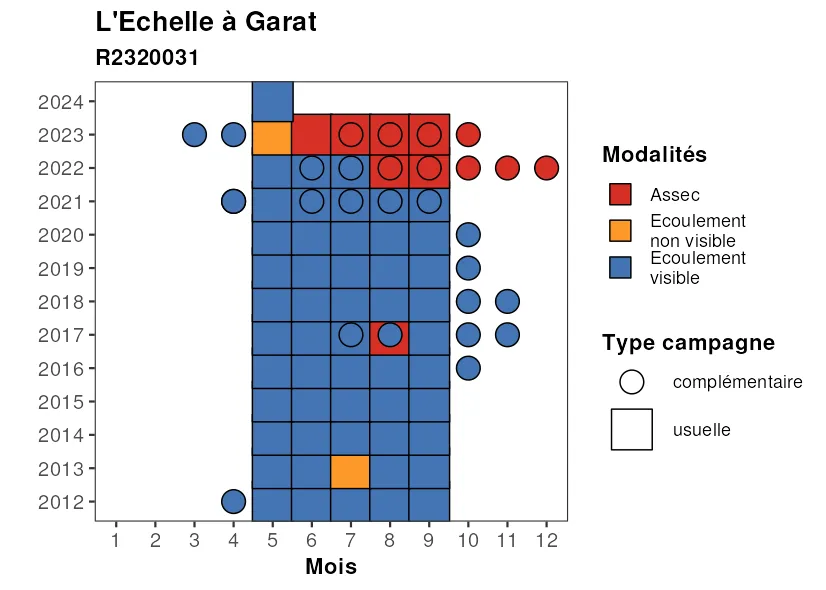 L'Echelle à Garat
R2320031
2024
2023
2022
2021
2020
2019
2018
2017
2016
2015
2014
2013
2012
1 2 3 4 5 6 7 8 9 10 11 12
Mois
Modalités
Assec
Ecoulement
non visible
Ecoulement
visible
Type campagne
complémentaire
usuelle